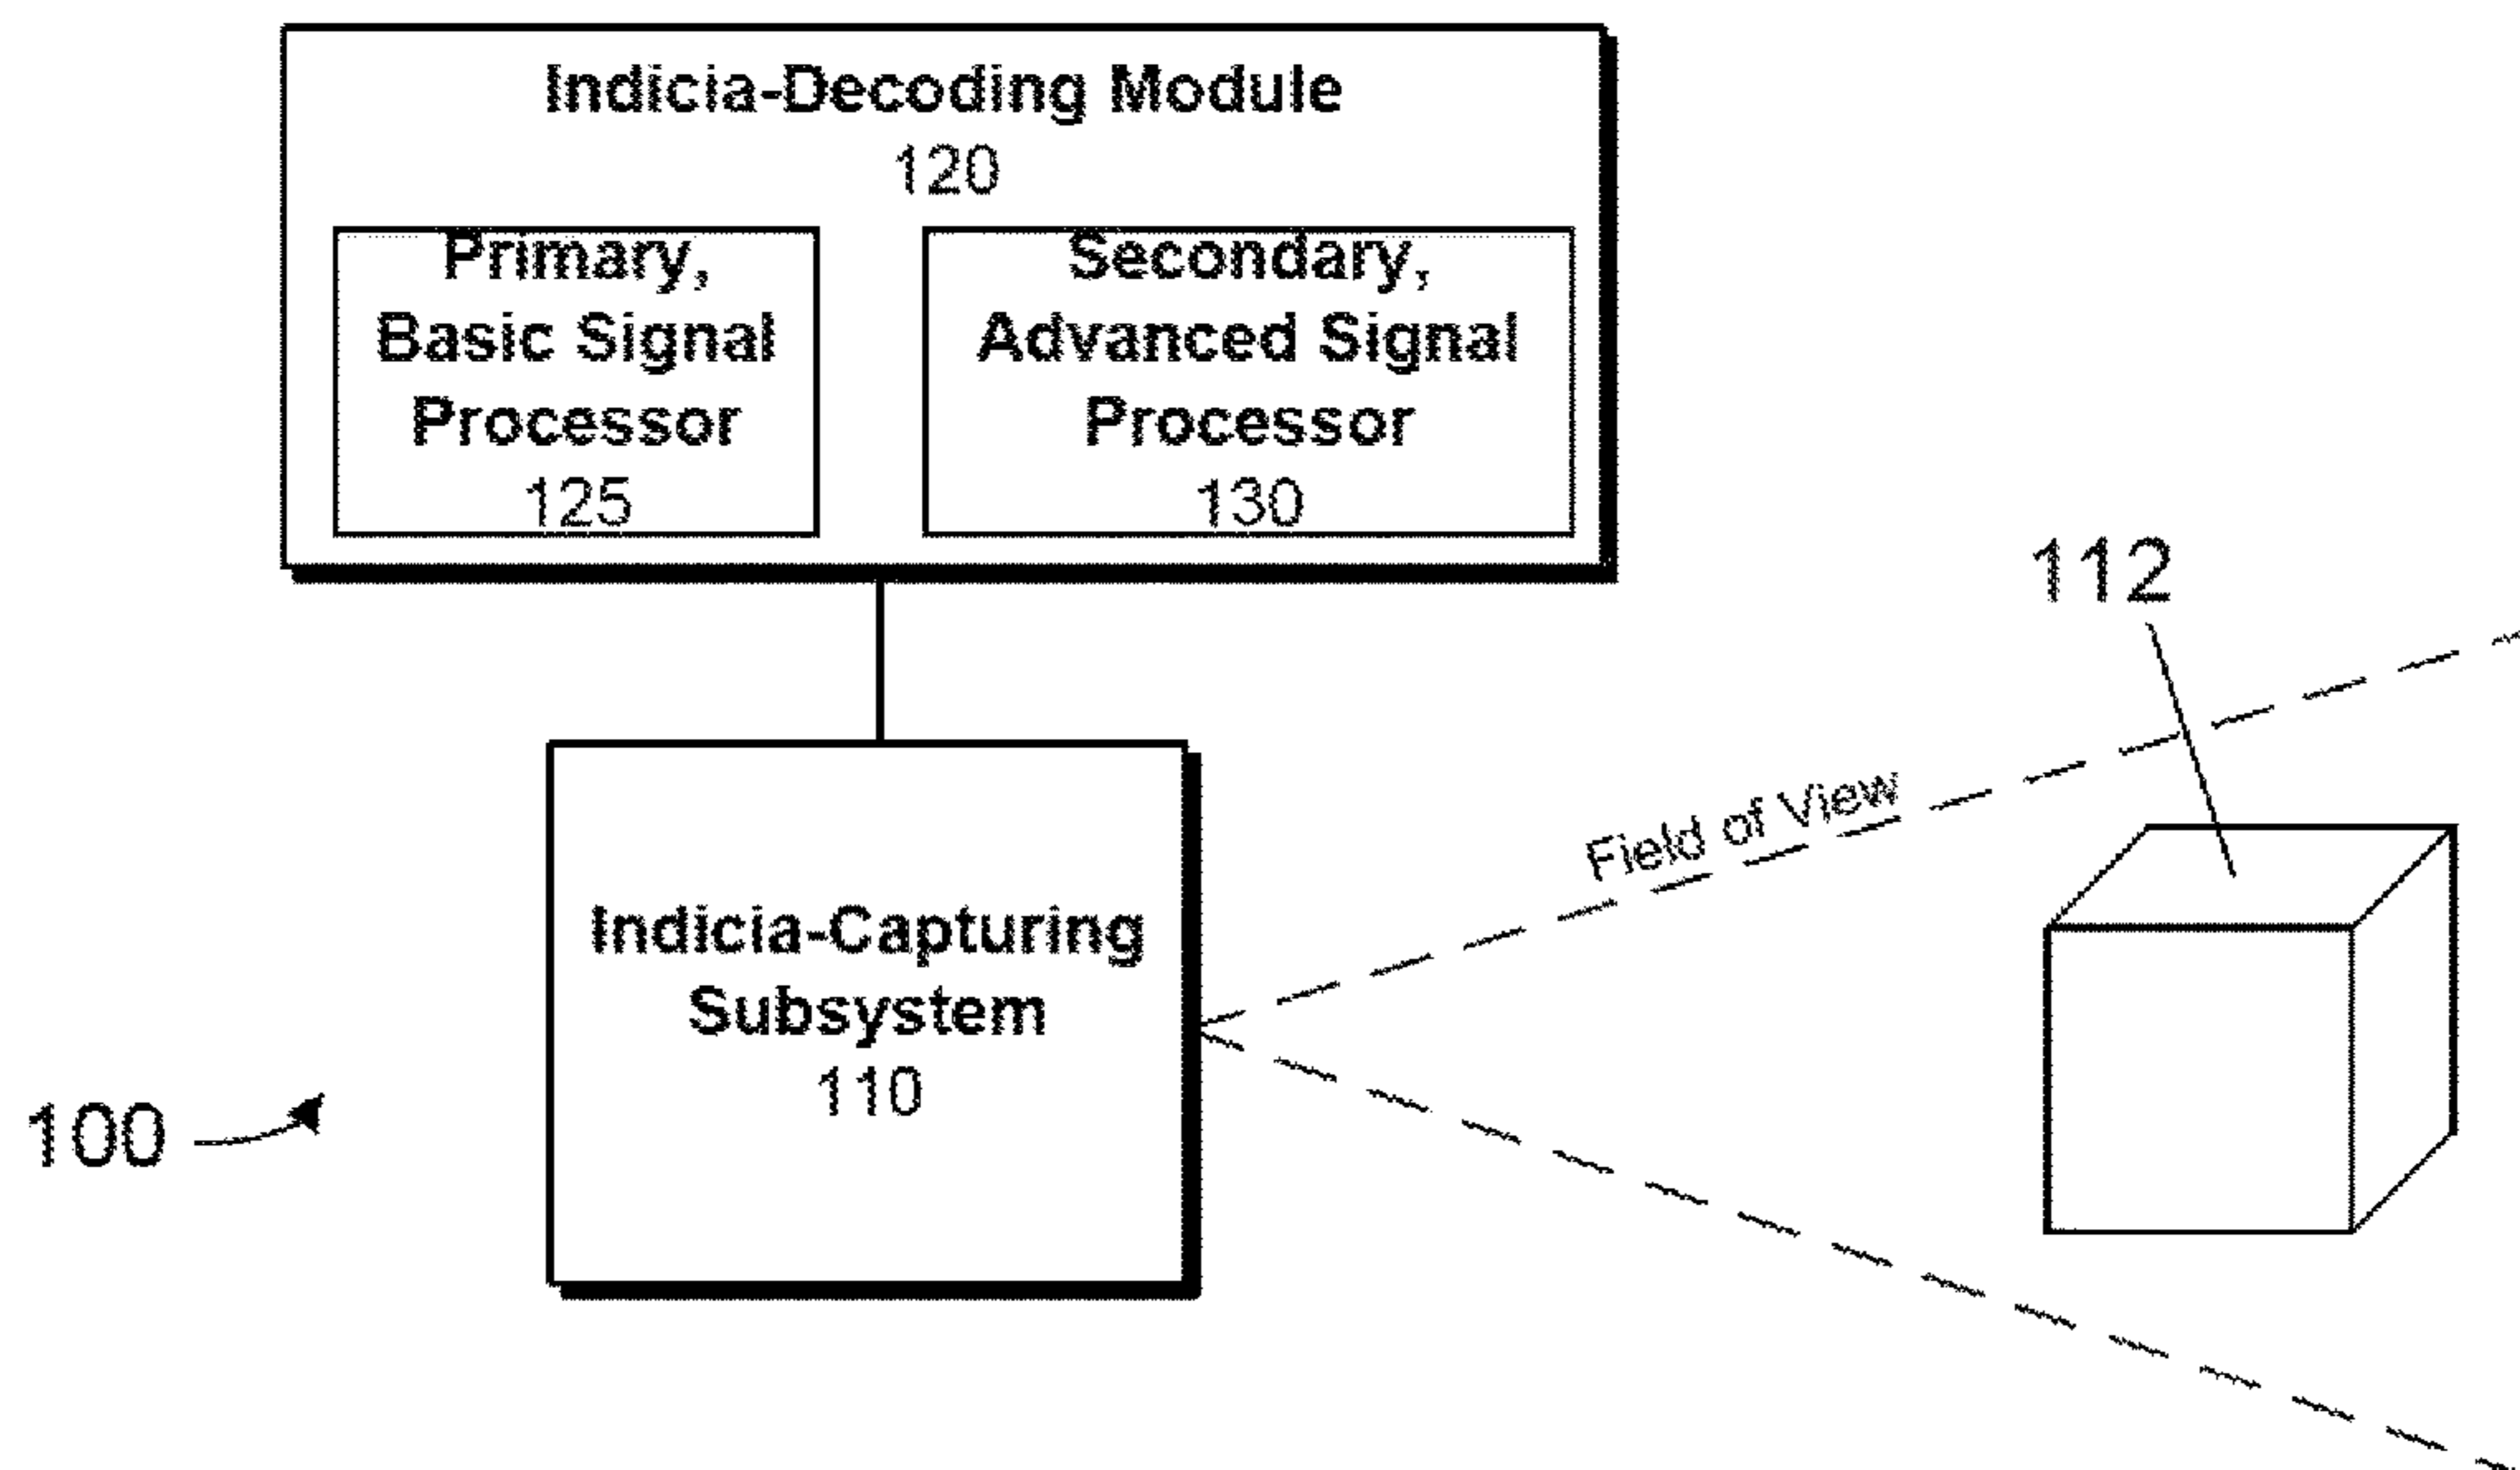 Indicia-Decoding Module
120
Primary,
Basic Signal
Processor
125
Secondary,
Advanced Signal
Processor
130
112
Field of View
Indicia-Capturing
Subsystem
110
100